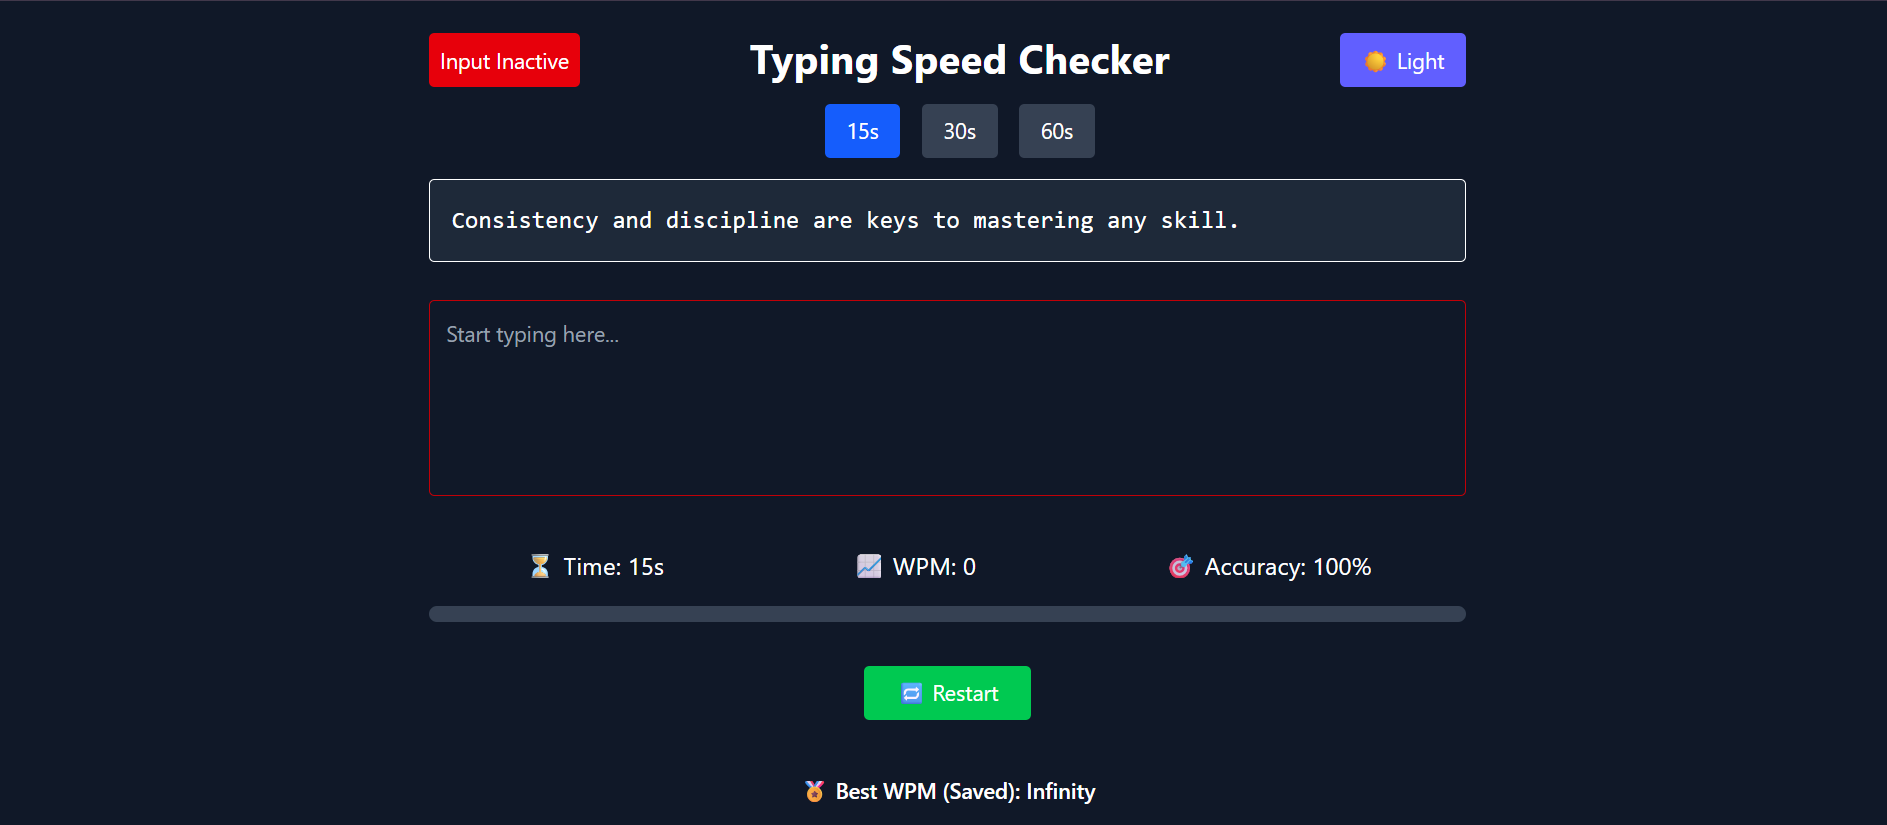 Input Inactive
Typing Speed Checker
Light
15s
30s
60s
Consistency and discipline are keys to mastering any skill.
Start typing here...
Time: 15s
WPM: 0
Accuracy: 100%
Restart
Best WPM (Saved): Infinity